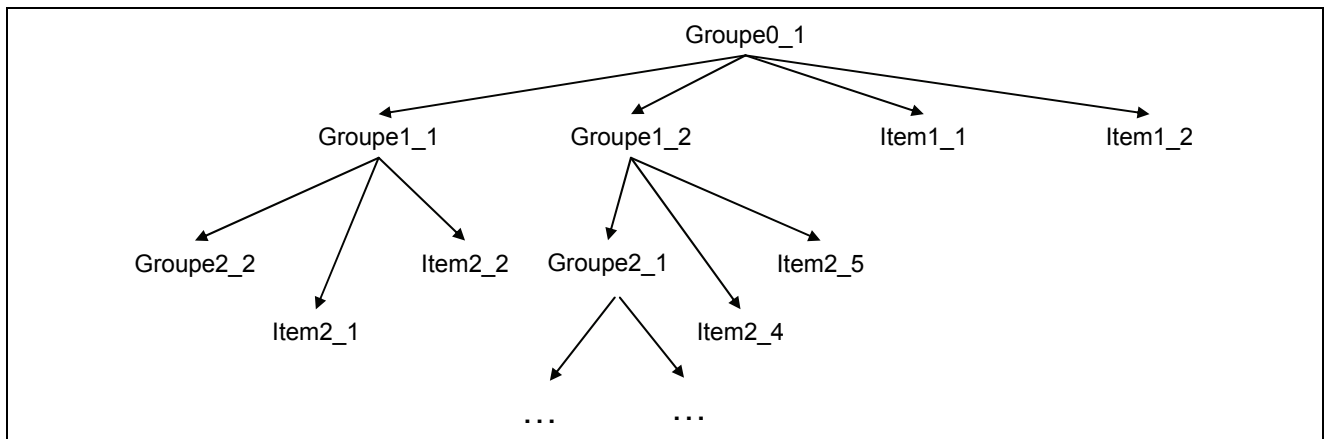 Groupe0_1
Groupe1_1 Groupe1_2 Item1_1 Item1_2
Groupe2_2 Item2_2 Groupe2_1 Item2_5
Item2_1 Item2_4
... ...